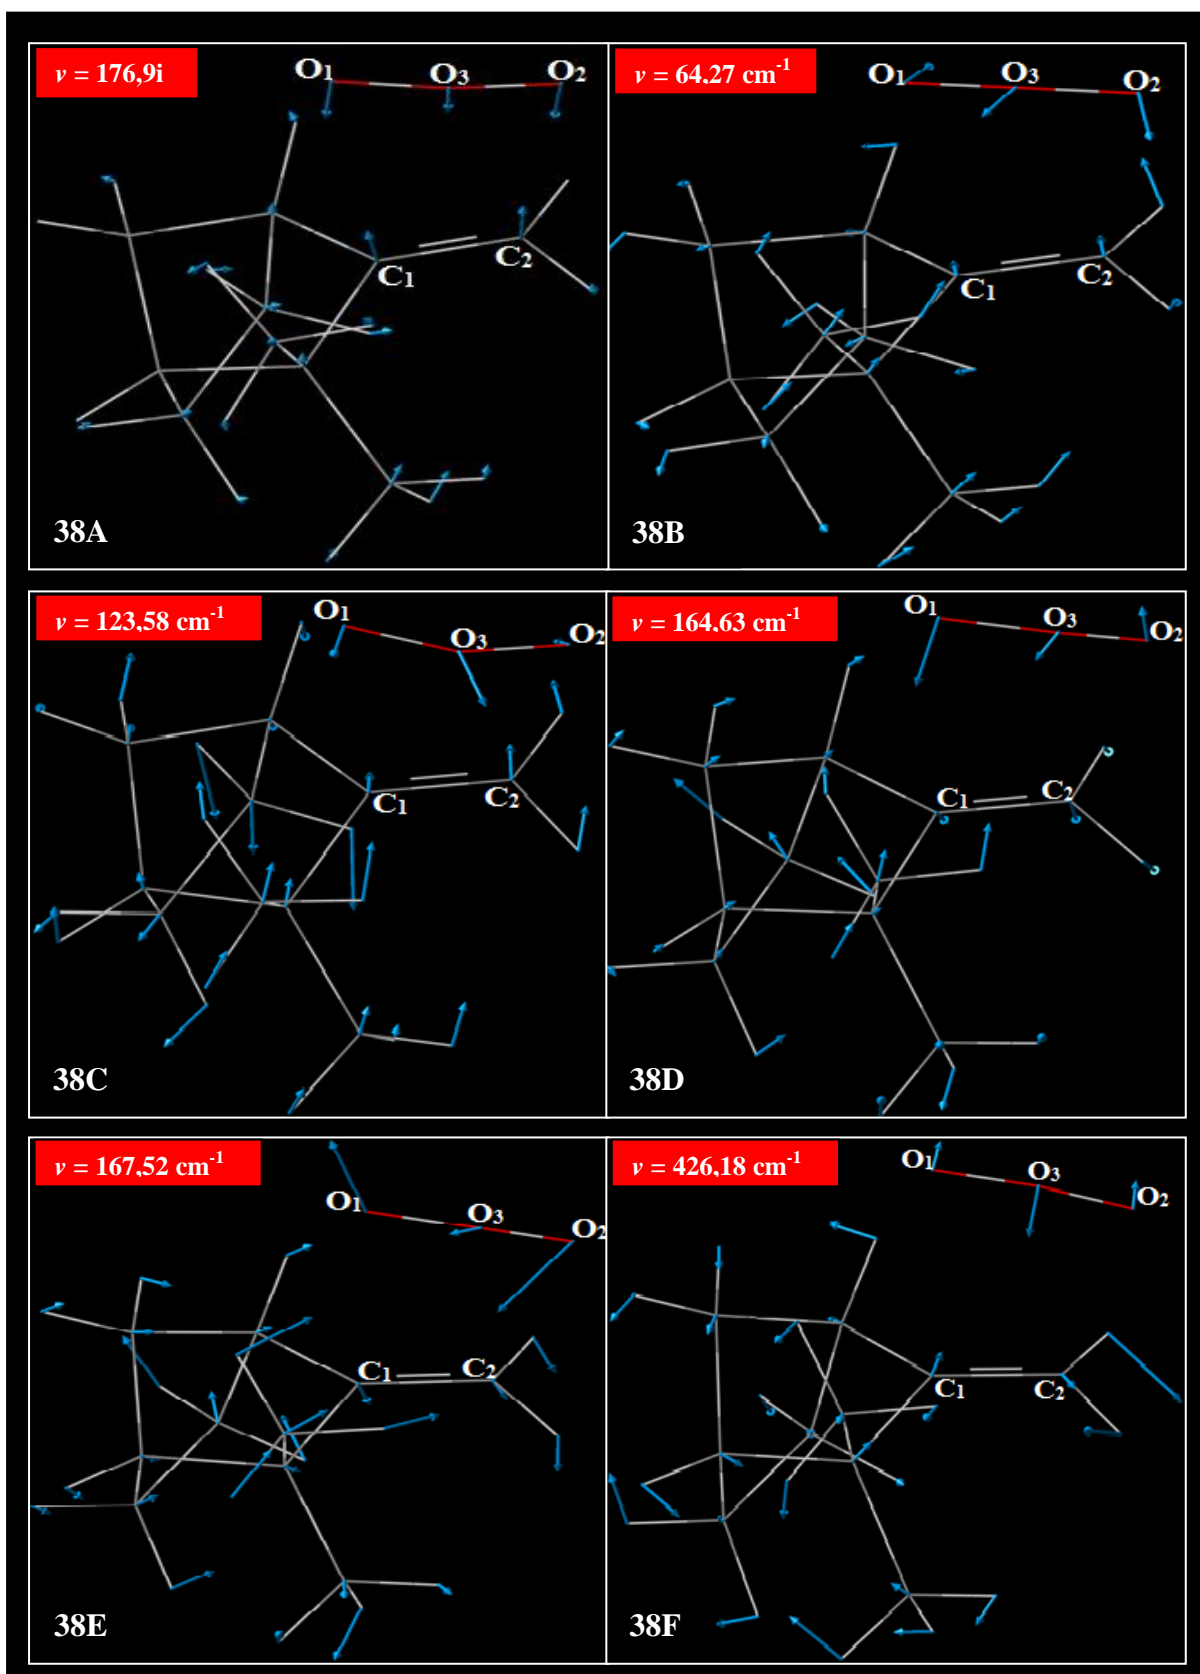 ν = 176,9i
O₁ O₃ O₂
C₁ C₂
38A
ν = 64,27 cm⁻¹
O₁ O₃ O₂
C₁ C₂
38B
ν = 123,58 cm⁻¹
O₁ O₃ O₂
C₁ C₂
38C
ν = 164,63 cm⁻¹
O₁ O₃ O₂
C₁ C₂
38D
ν = 167,52 cm⁻¹
O₁ O₃ O₂
C₁ C₂
38E
ν = 426,18 cm⁻¹
O₁ O₃ O₂
C₁ C₂
38F